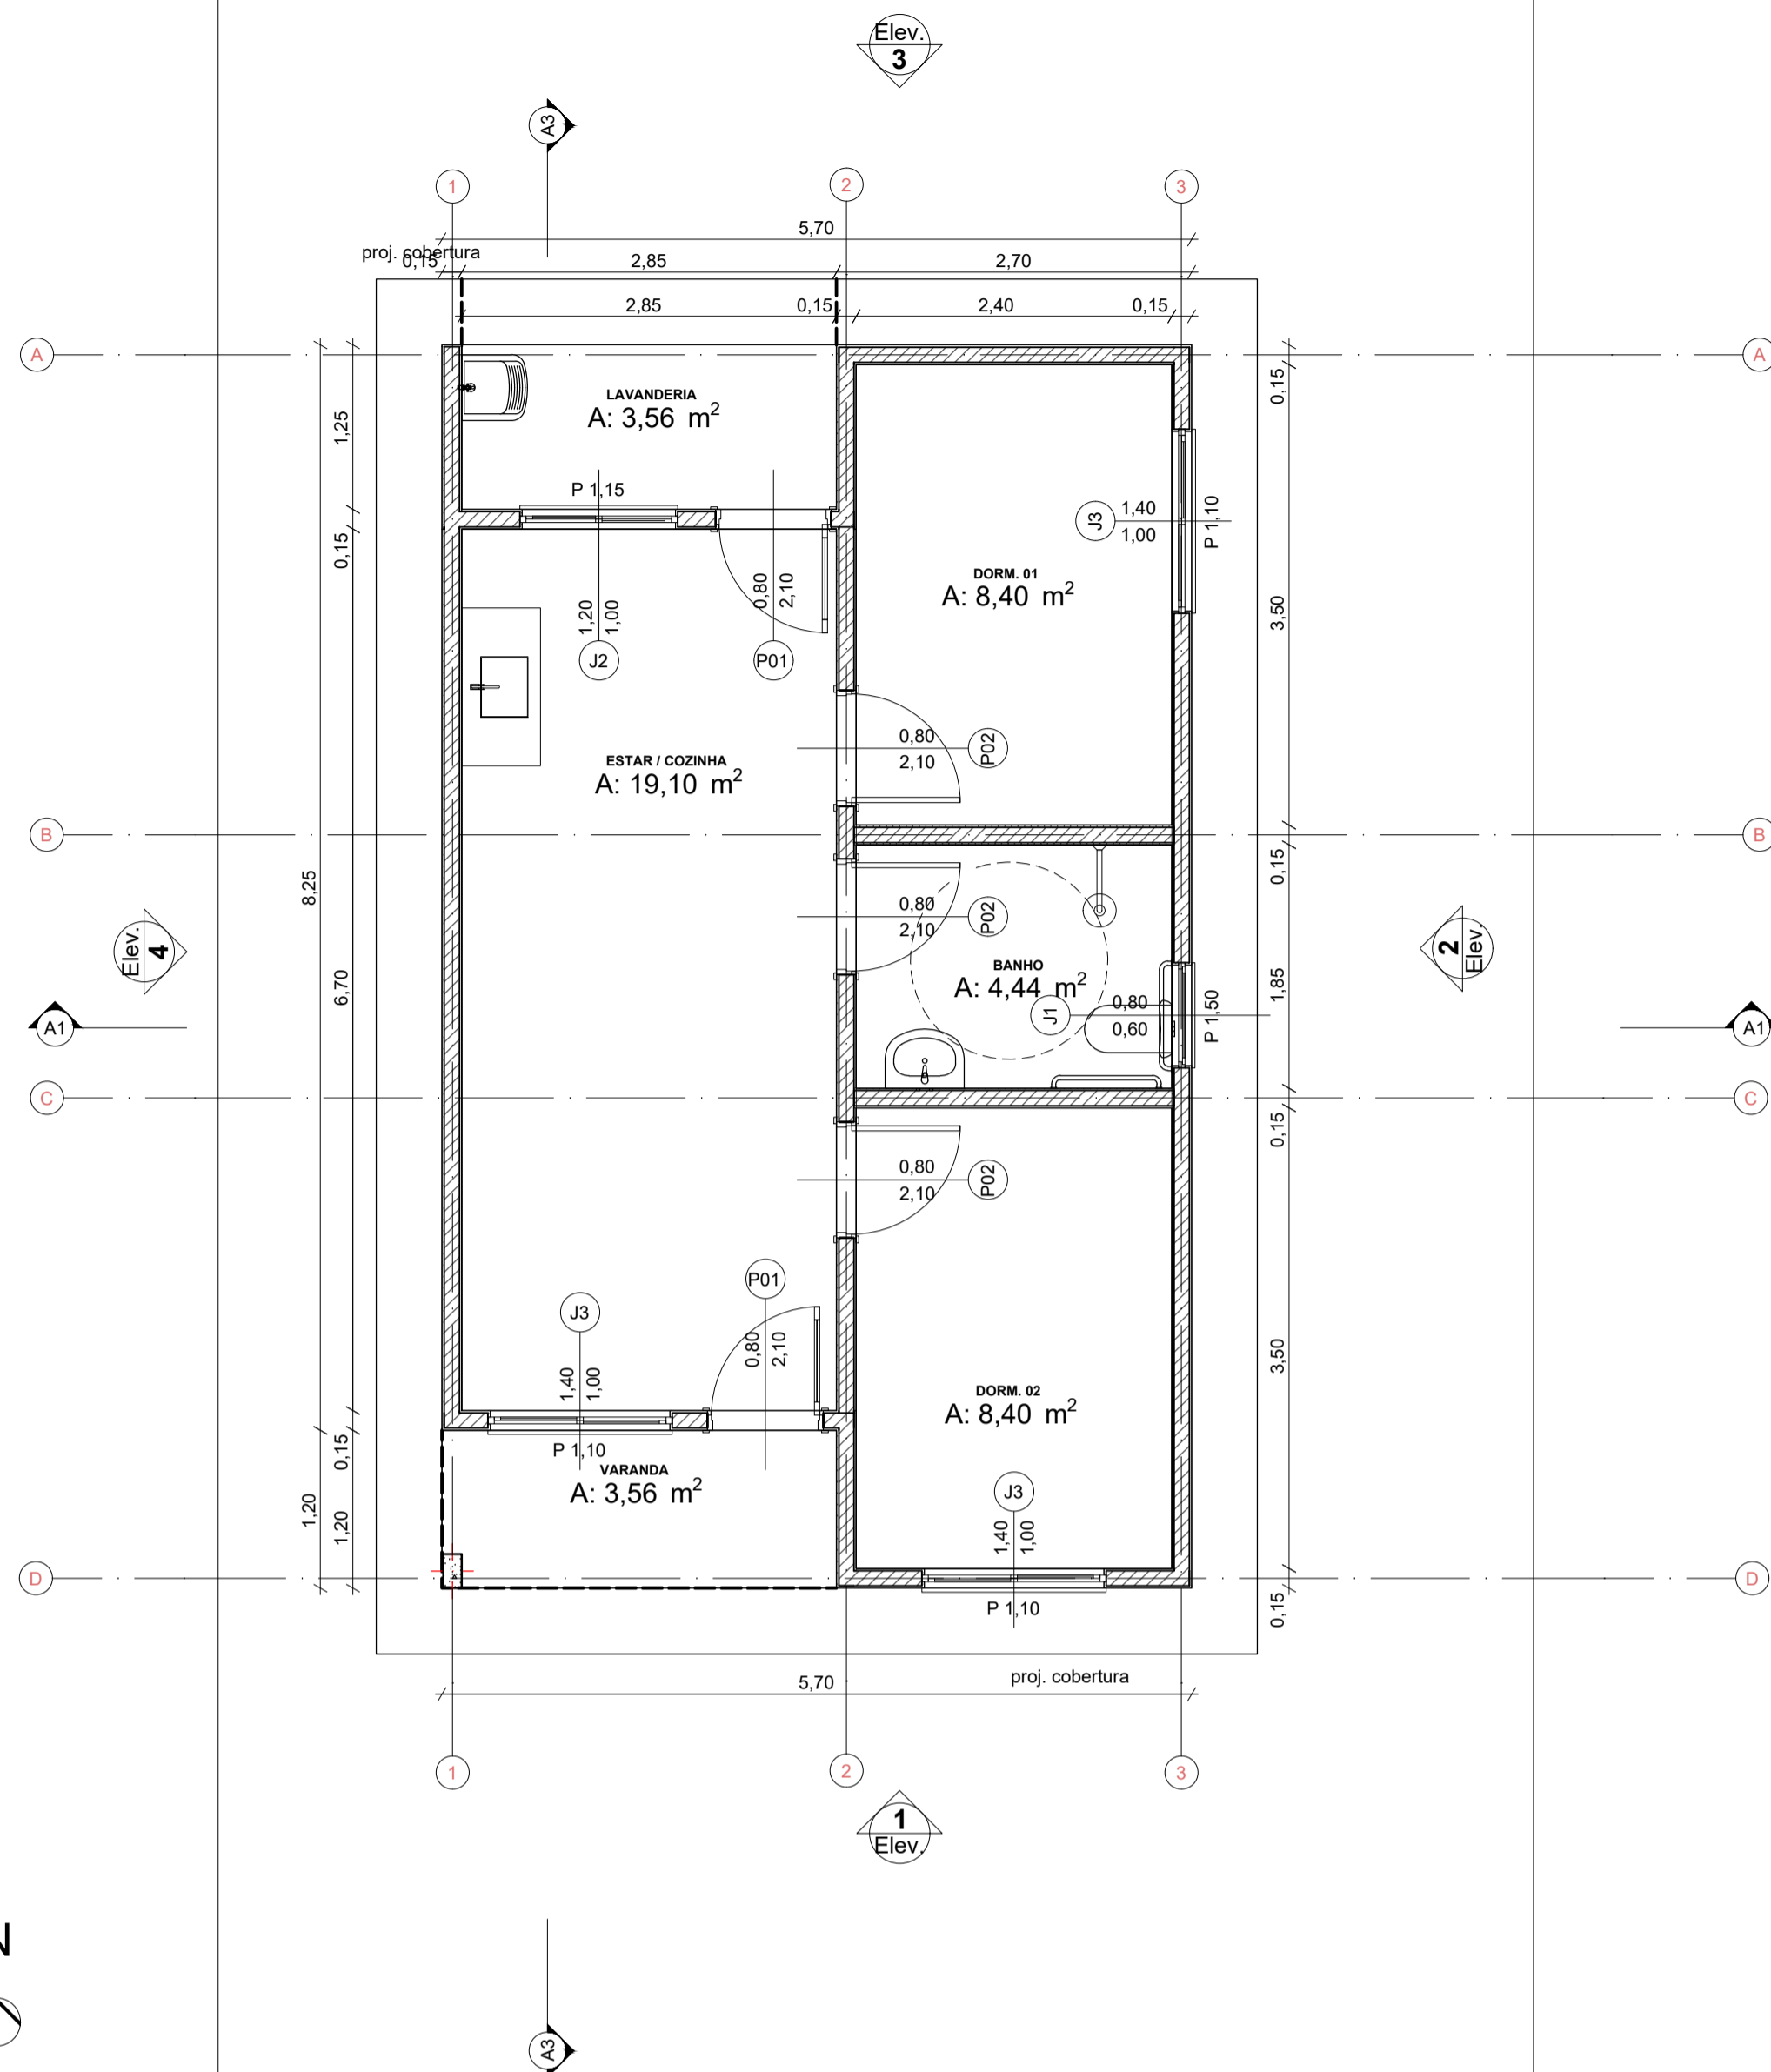 Elev.
3
A3
1
2
3
5,70
proj. cobertura
0,15
2,85
2,70
2,85
0,15
2,40
0,15
A
A
LAVANDERIA
A: 3,56 m²
1,25
0,15
P 1,15
J3
1,40
1,00
P 1,10
DORM. 01
A: 8,40 m²
0,15
1,20
1,00
0,80
2,10
3,50
J2
P01
0,80
2,10
P02
ESTAR / COZINHA
A: 19,10 m²
B
B
8,25
0,15
0,80
2,10
P02
Elev.
4
2
Elev.
BANHO
A: 4,44 m²
6,70
J1
0,80
0,60
P 1,50
1,85
A1
A1
C
C
0,15
0,80
2,10
P02
P01
J3
0,80
2,10
1,40
1,00
3,50
DORM. 02
A: 8,40 m²
P 1,10
0,15
VARANDA
A: 3,56 m²
J3
1,20
1,20
1,40
1,00
D
D
P 1,10
0,15
proj. cobertura
5,70
1
2
3
1
Elev.
N
A3